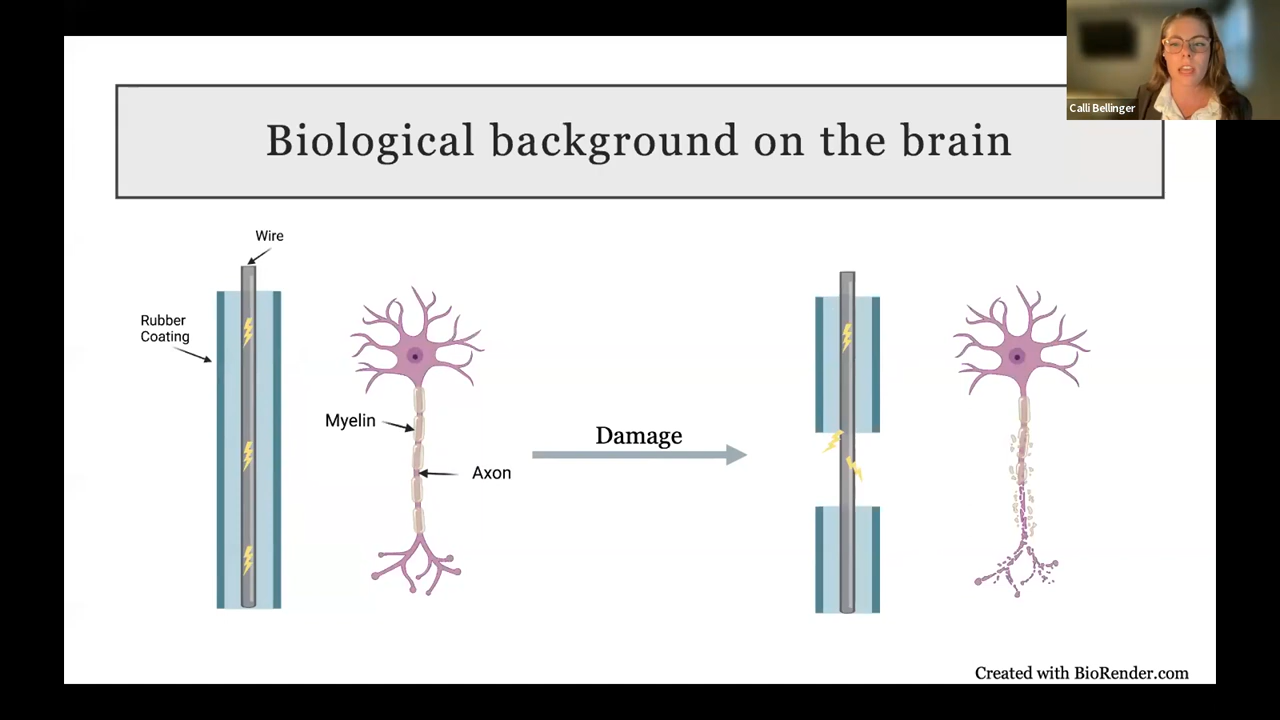 Calli Bellinger
Biological background on the brain
Wire
Rubber
Coating
Myelin
Axon
Damage
Created with BioRender.com